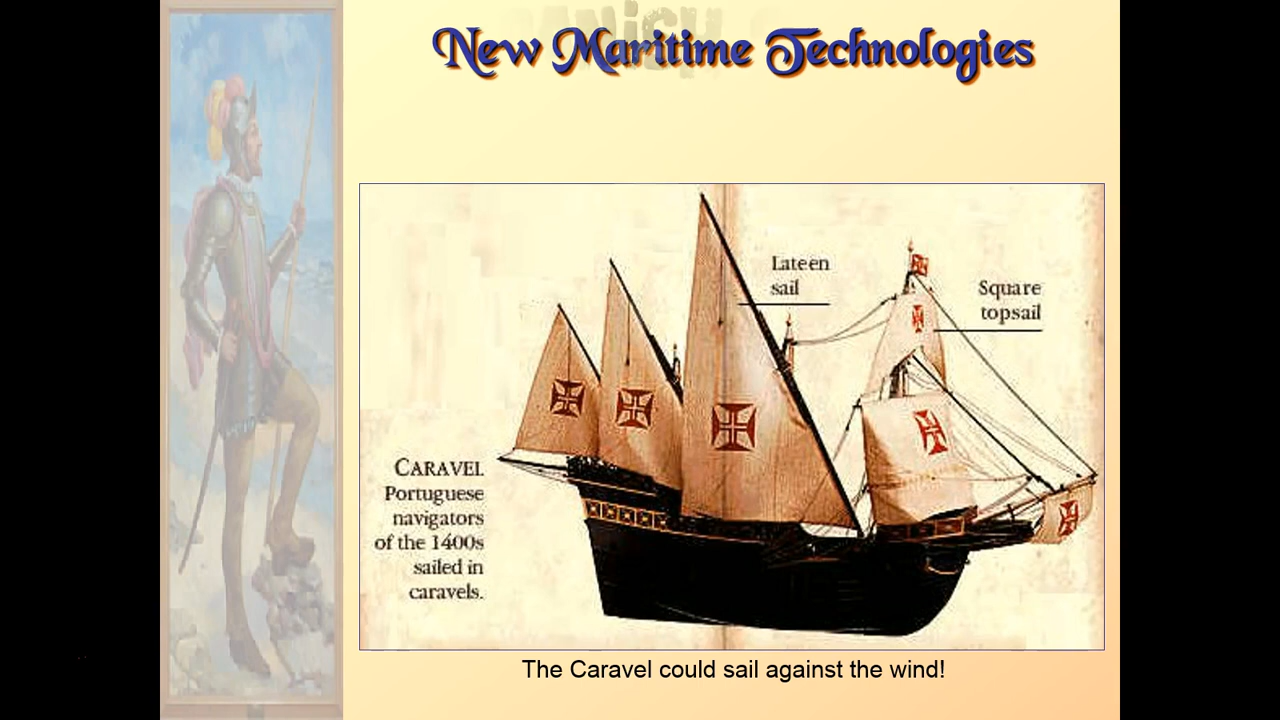 New Maritime Technologies
Lateen
sail
Square
topsail
CARAVEL
Portuguese
navigators
of the 1400s
sailed in
caravels.
The Caravel could sail against the wind!